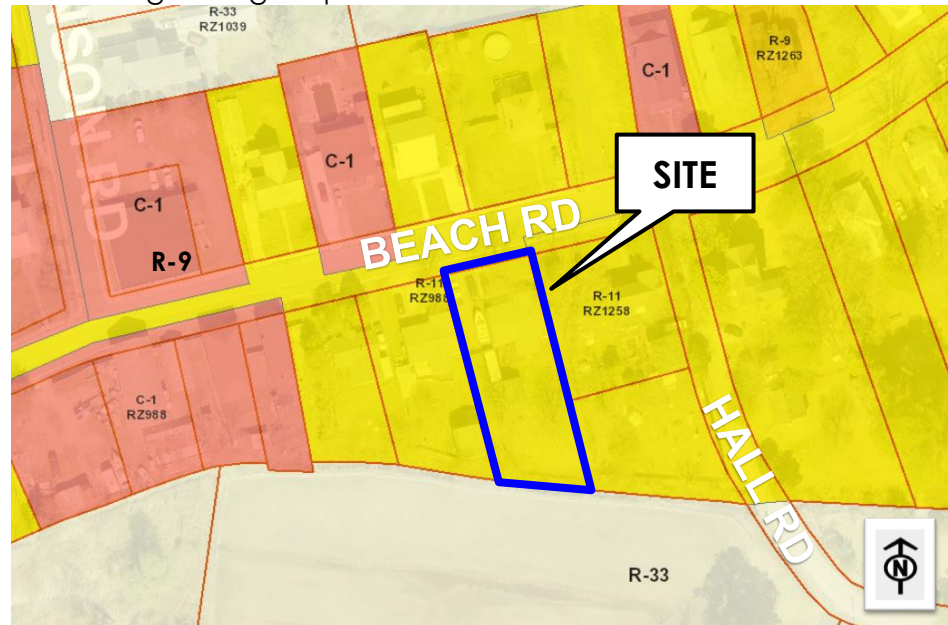 R-33
RZ1039
R-9
RZ1263
C-1
C-1
SITE
C-1
R-9
BEACH RD
R-11
RZ988
R-11
RZ1258
C-1
RZ988
HALL RD
R-33
N